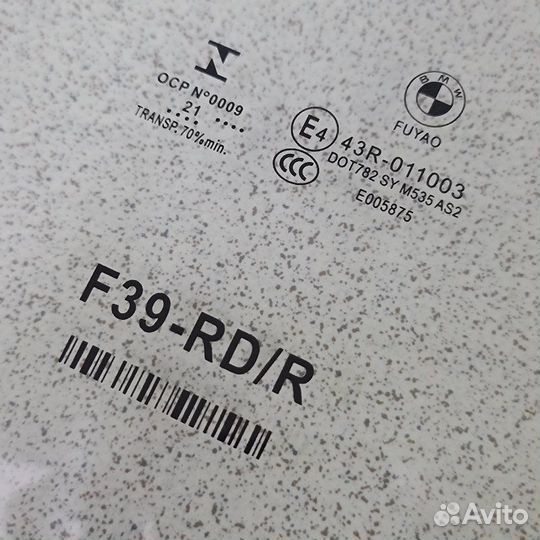 OCP Nº0009
21
TRANSP. 70% min.
BMW
FUYAO
E4 43R-011003
CCC DOT782 SY M535 AS2
E005875
F39-RD/R
Avito